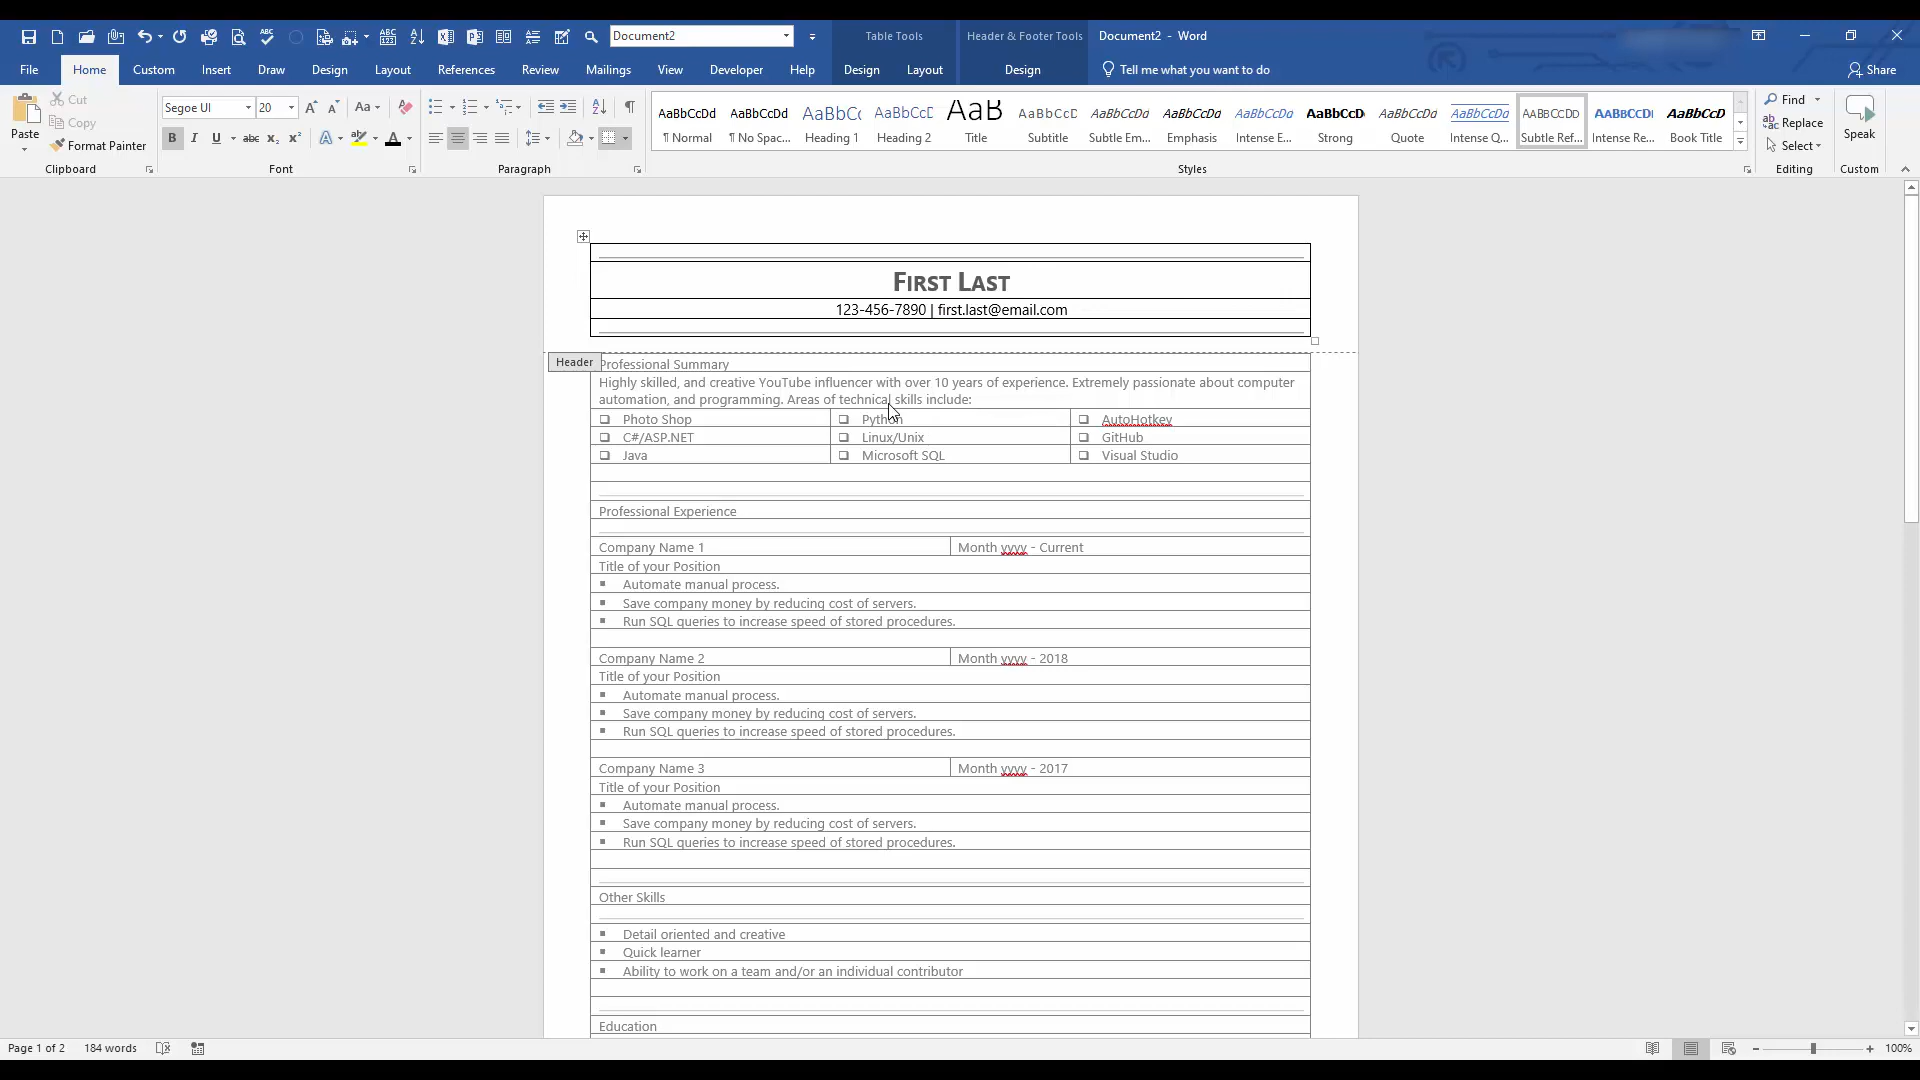 Document2
Table Tools
Header & Footer Tools
Document2 - Word
File
Home
Custom
Insert
Draw
Design
Layout
References
Review
Mailings
View
Developer
Help
Design
Layout
Design
Tell me what you want to do
Share
Paste
Cut
Copy
Format Painter
Clipboard
Segoe UI
20
Font
Paragraph
AaBbCcDd
¶ Normal
AaBbCcDd
¶ No Spac...
AaBbCc
Heading 1
AaBbCcD
Heading 2
AaB
Title
AaBbCcD
Subtitle
AaBbCcDd
Subtle Em...
AaBbCcDd
Emphasis
AaBbCcDd
Intense E...
AaBbCcDd
Strong
AaBbCcDd
Quote
AaBbCcDd
Intense Q...
AABBCCDD
Subtle Ref...
AABBCCDD
Intense Re...
AaBbCcDd
Book Title
Styles
Find
Replace
Select
Editing
Speak
Custom
FIRST LAST
123-456-7890 | first.last@email.com
Header
Professional Summary
Highly skilled, and creative YouTube influencer with over 10 years of experience. Extremely passionate about computer
automation, and programming. Areas of technical skills include:
Photo Shop Python AutoHotkey
C#/ASP.NET Linux/Unix GitHub
Java Microsoft SQL Visual Studio
Professional Experience
Company Name 1 Month yyyy - Current
Title of your Position
▪ Automate manual process.
▪ Save company money by reducing cost of servers.
▪ Run SQL queries to increase speed of stored procedures.
Company Name 2 Month yyyy - 2018
Title of your Position
▪ Automate manual process.
▪ Save company money by reducing cost of servers.
▪ Run SQL queries to increase speed of stored procedures.
Company Name 3 Month yyyy - 2017
Title of your Position
▪ Automate manual process.
▪ Save company money by reducing cost of servers.
▪ Run SQL queries to increase speed of stored procedures.
Other Skills
▪ Detail oriented and creative
▪ Quick learner
▪ Ability to work on a team and/or an individual contributor
Education
Page 1 of 2
184 words
100%